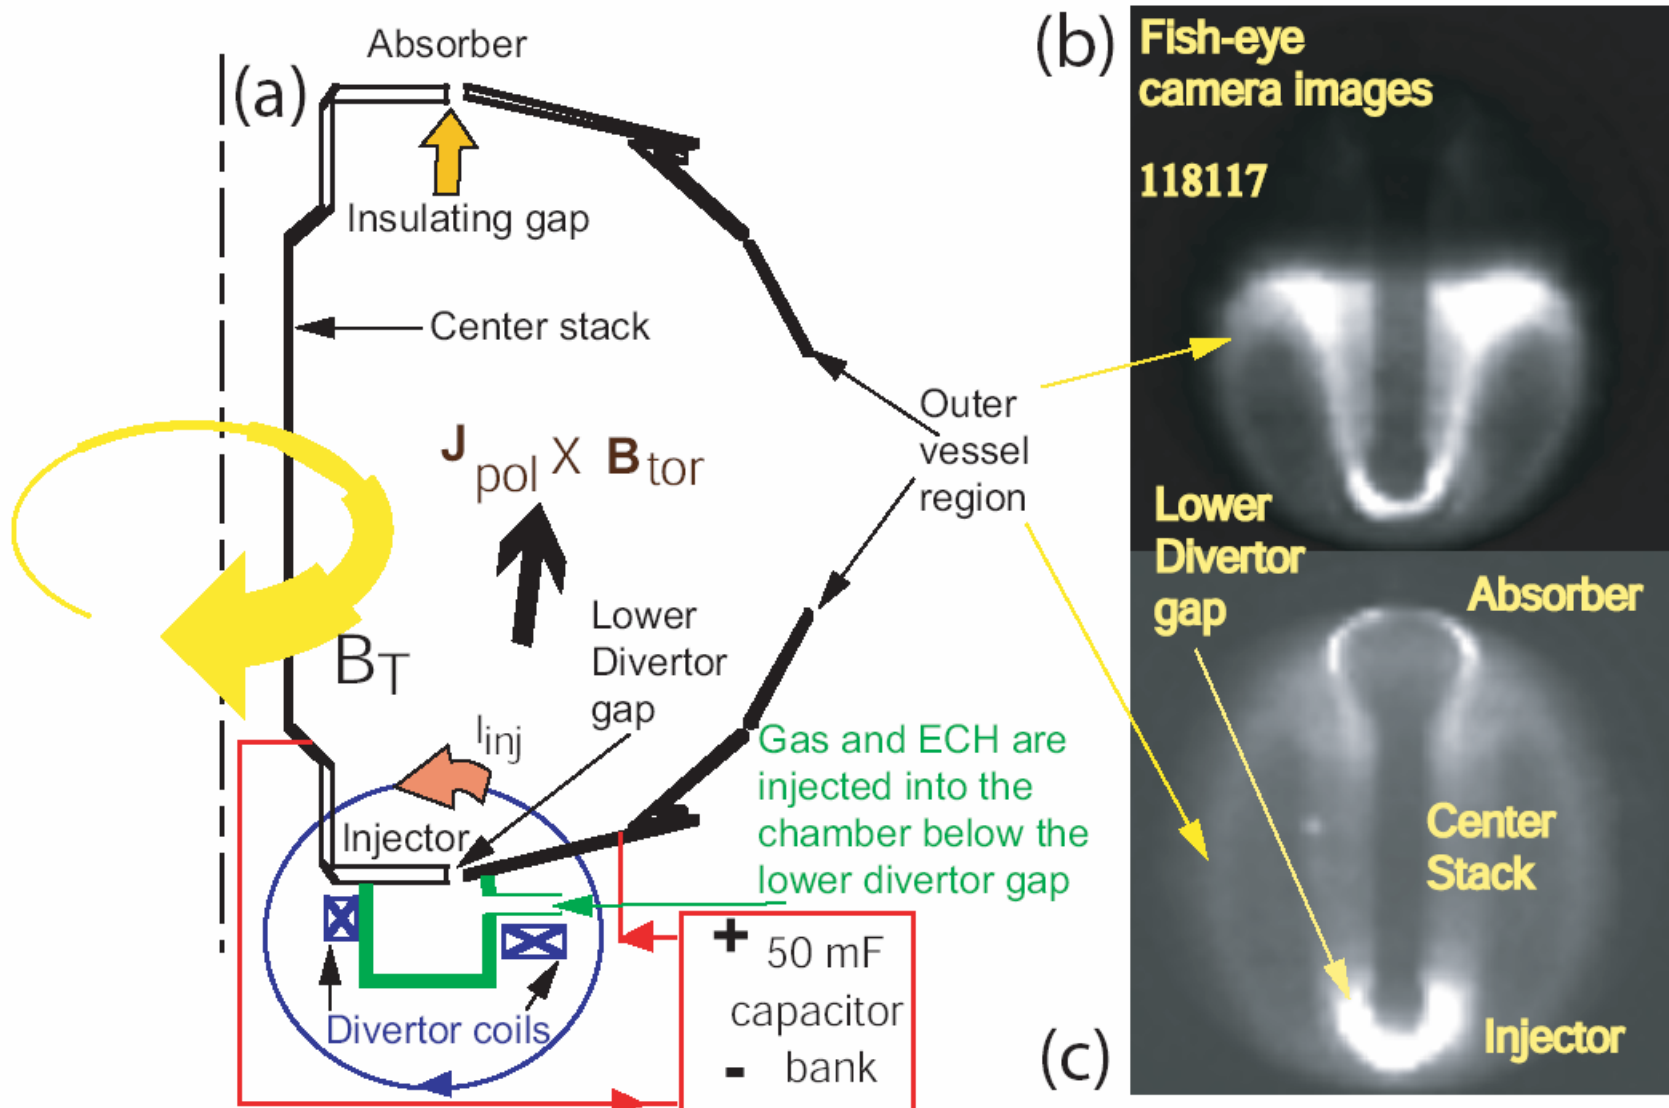 (a)
Absorber
Insulating gap
Center stack
J pol X B tor
Outer
vessel
region
BT
Lower
Divertor
gap
Iinj
Injector
Gas and ECH are
injected into the
chamber below the
lower divertor gap
Divertor coils
+ 50 mF
capacitor
- bank
(b)
Fish-eye
camera images
118117
Lower
Divertor
gap
Absorber
Center
Stack
Injector
(c)